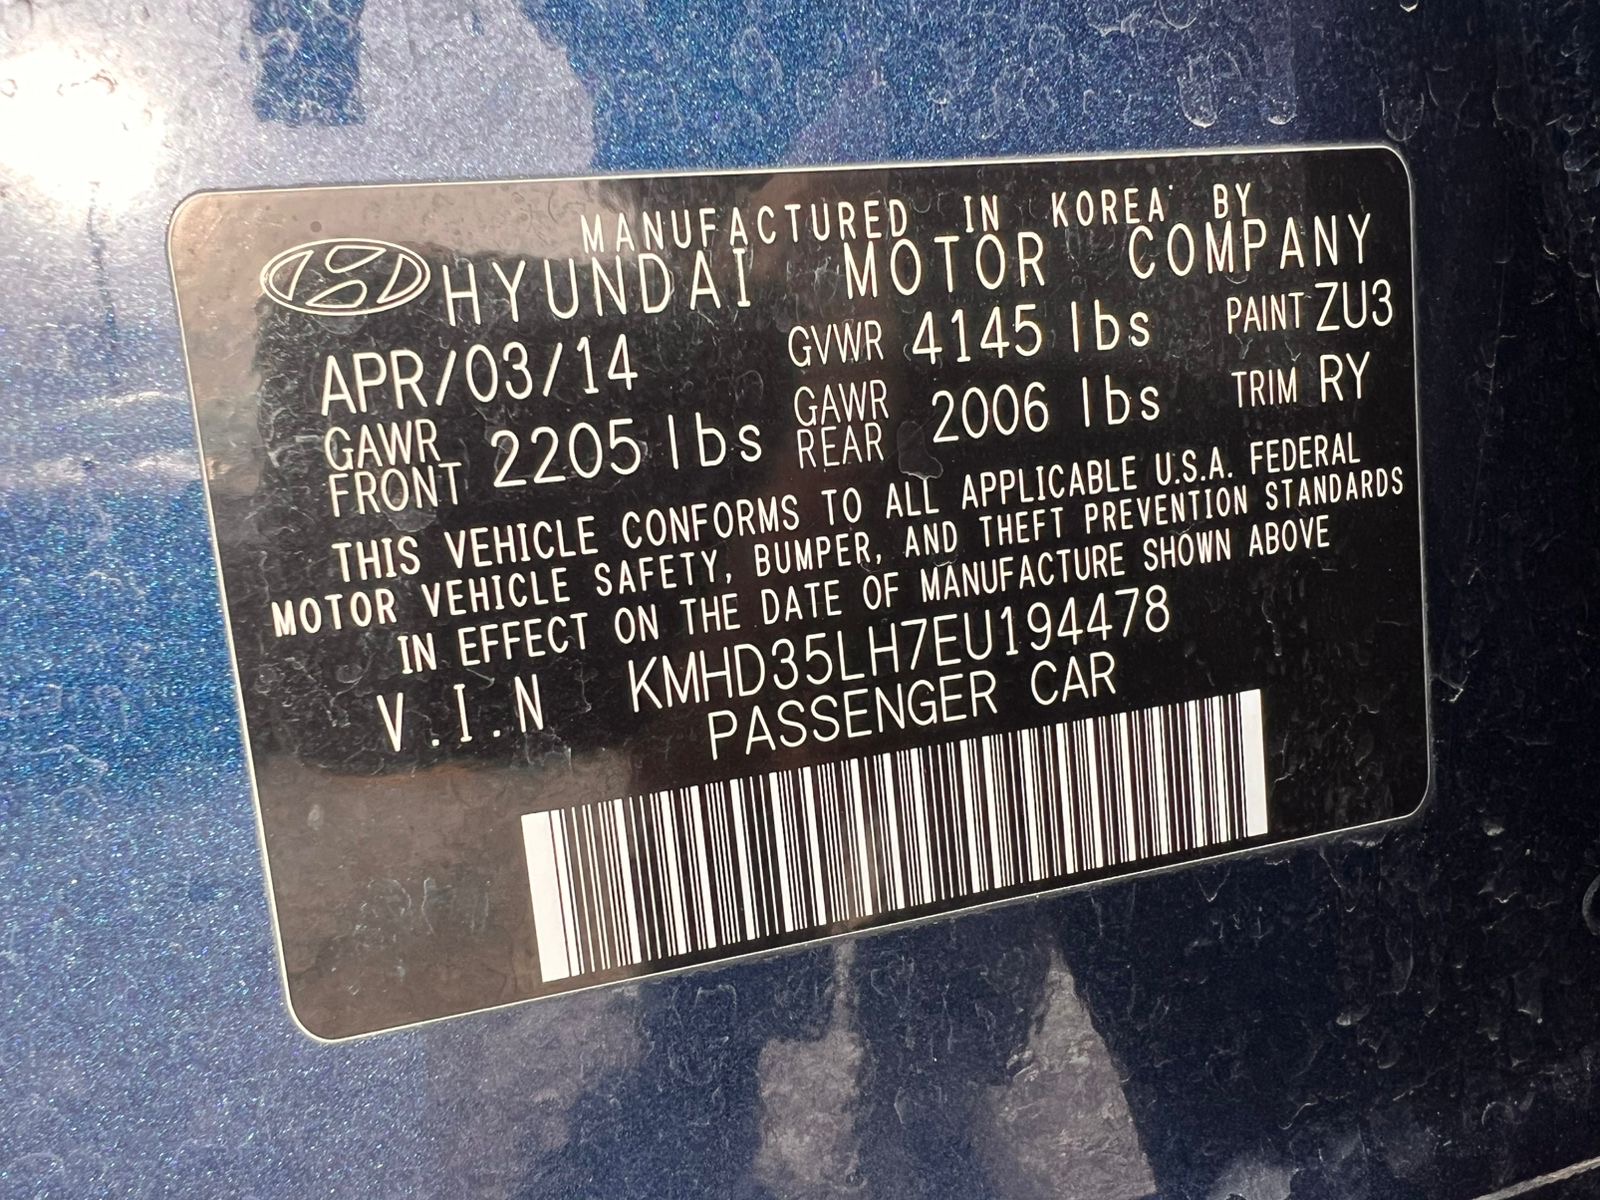 MANUFACTURED IN KOREA BY
HYUNDAI MOTOR COMPANY
APR/03/14 GVWR 4145 lbs PAINT ZU3
GAWR FRONT 2205 lbs GAWR REAR 2006 lbs TRIM RY
THIS VEHICLE CONFORMS TO ALL APPLICABLE U.S.A. FEDERAL
MOTOR VEHICLE SAFETY, BUMPER, AND THEFT PREVENTION STANDARDS
IN EFFECT ON THE DATE OF MANUFACTURE SHOWN ABOVE
V.I.N KMHD35LH7EU194478
PASSENGER CAR